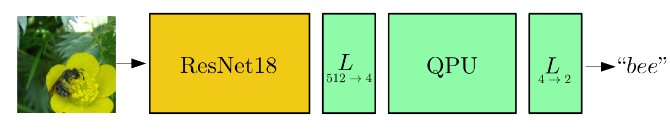 ResNet18
L
512 → 4
QPU
L
4 → 2
“bee”